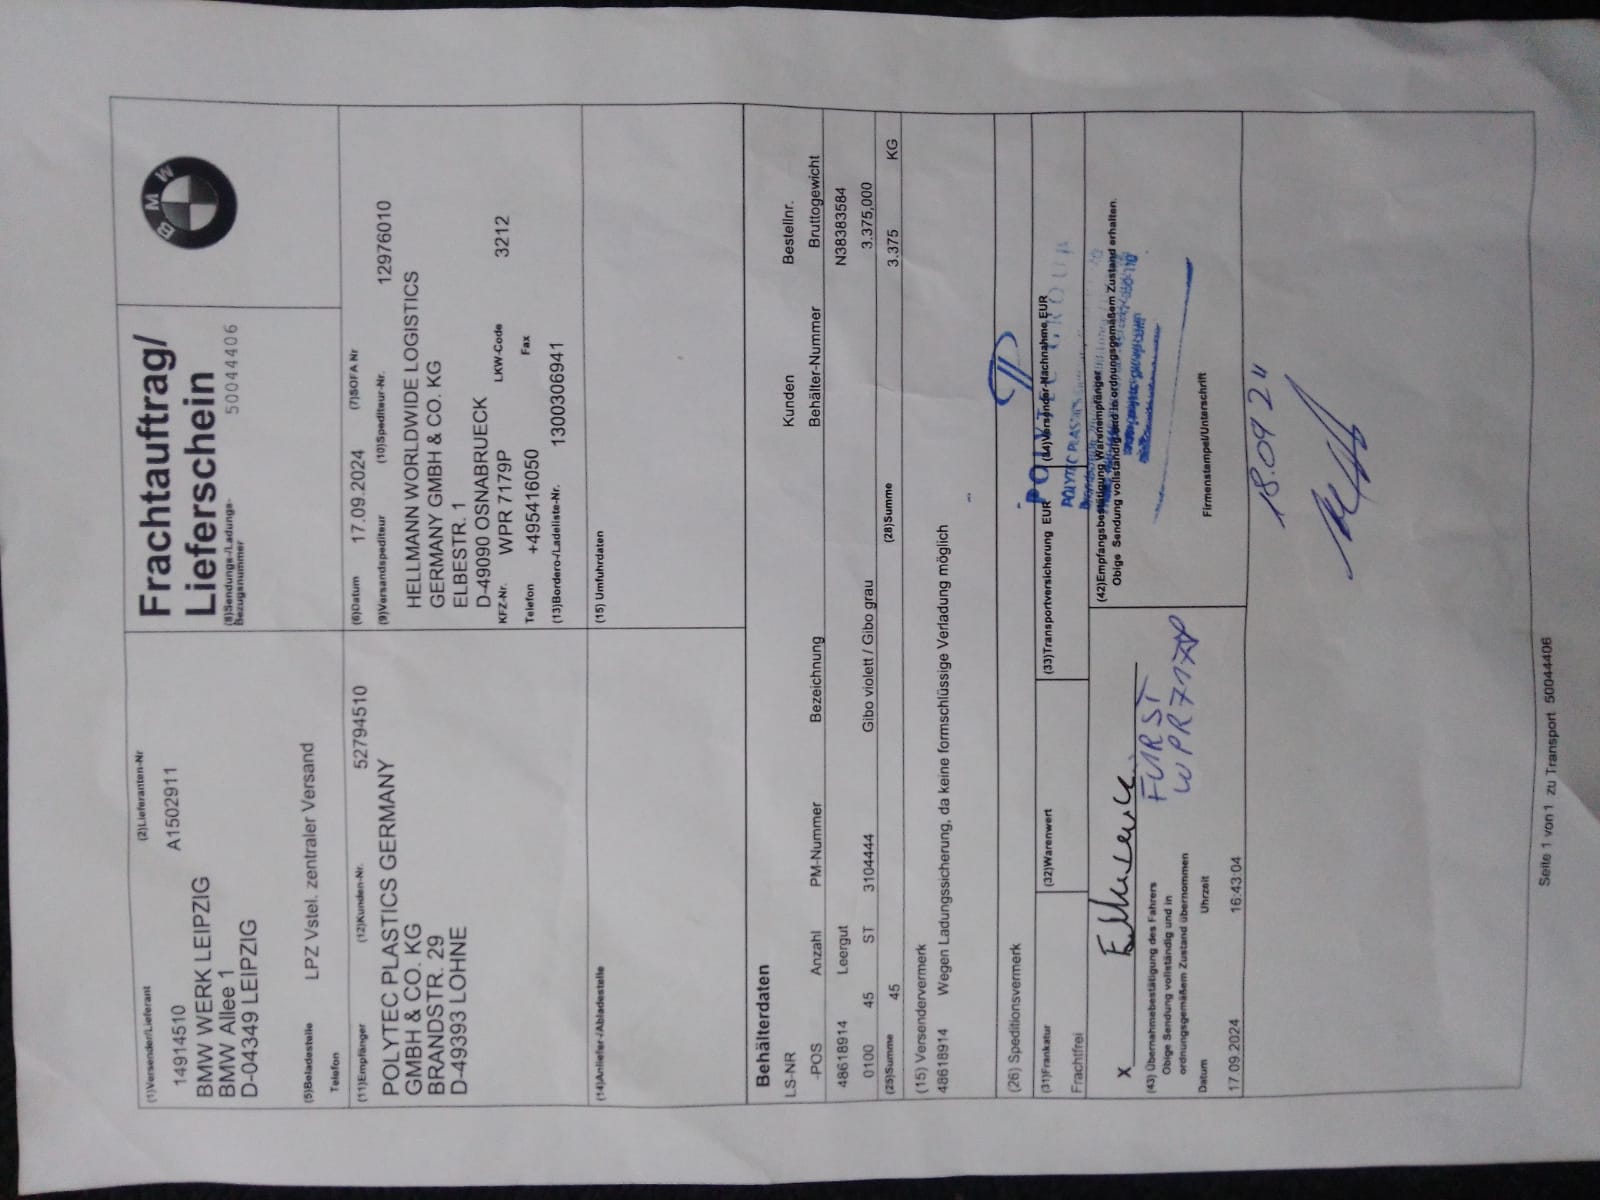 Frachtauftrag/
Lieferschein
BMW
(8)Sendungs-/Ladungs-
Bezugsnummer
50044406
(1)Versender/Lieferant
(2)Lieferanten-Nr
14914510
A1502911
BMW WERK LEIPZIG
BMW Allee 1
D-04349 LEIPZIG
(5)Beladestelle LPZ Vstel. zentraler Versand
Telefon
(6)Datum 17.09.2024 (7)SOFA Nr
(9)Versandspediteur (10)Spediteur-Nr. 12976010
HELLMANN WORLDWIDE LOGISTICS
GERMANY GMBH & CO. KG
ELBESTR. 1
D-49090 OSNABRUECK
KFZ-Nr. WPR 7179P LKW-Code 3212
Telefon +495416050 Fax
(13)Bordero-/Ladeliste-Nr. 1300306941
(11)Empfänger (12)Kunden-Nr. 52794510
POLYTEC PLASTICS GERMANY
GMBH & CO. KG
BRANDSTR. 29
D-49393 LOHNE
(14)Anliefer-/Abladestelle
(15) Umfuhrdaten
Behälterdaten
LS-NR Kunden Bestellnr.
-POS Anzahl PM-Nummer Bezeichnung Behälter-Nummer Bruttogewicht
48618914 Leergut N38383584
0100 45 ST 3104444 Gibo violett / Gibo grau 3.375,000
(25)Summe 45 (28)Summe 3.375 KG
(15) Versendervermerk
48618914 Wegen Ladungssicherung, da keine formschlüssige Verladung möglich
(26) Speditionsvermerk
(31)Frankatur (32)Warenwert (33)Transportversicherung EUR (34)Versender-Nachnahme EUR
Frachtfrei
POLYTEC GROUP
POLYTEC PLASTICS
X
FÜRST
WPR 7179P
(43) Übernahmebestätigung des Fahrers
Obige Sendung vollständig und in
ordnungsgemäßem Zustand übernommen
Datum Uhrzeit
17.09.2024 16:43:04
(42)Empfangsbestätigung Warenempfänger
Obige Sendung vollständig und in ordnungsgemäßem Zustand erhalten.
Firmenstempel/Unterschrift
18.09 24
Seite 1 von 1 zu Transport 50044406